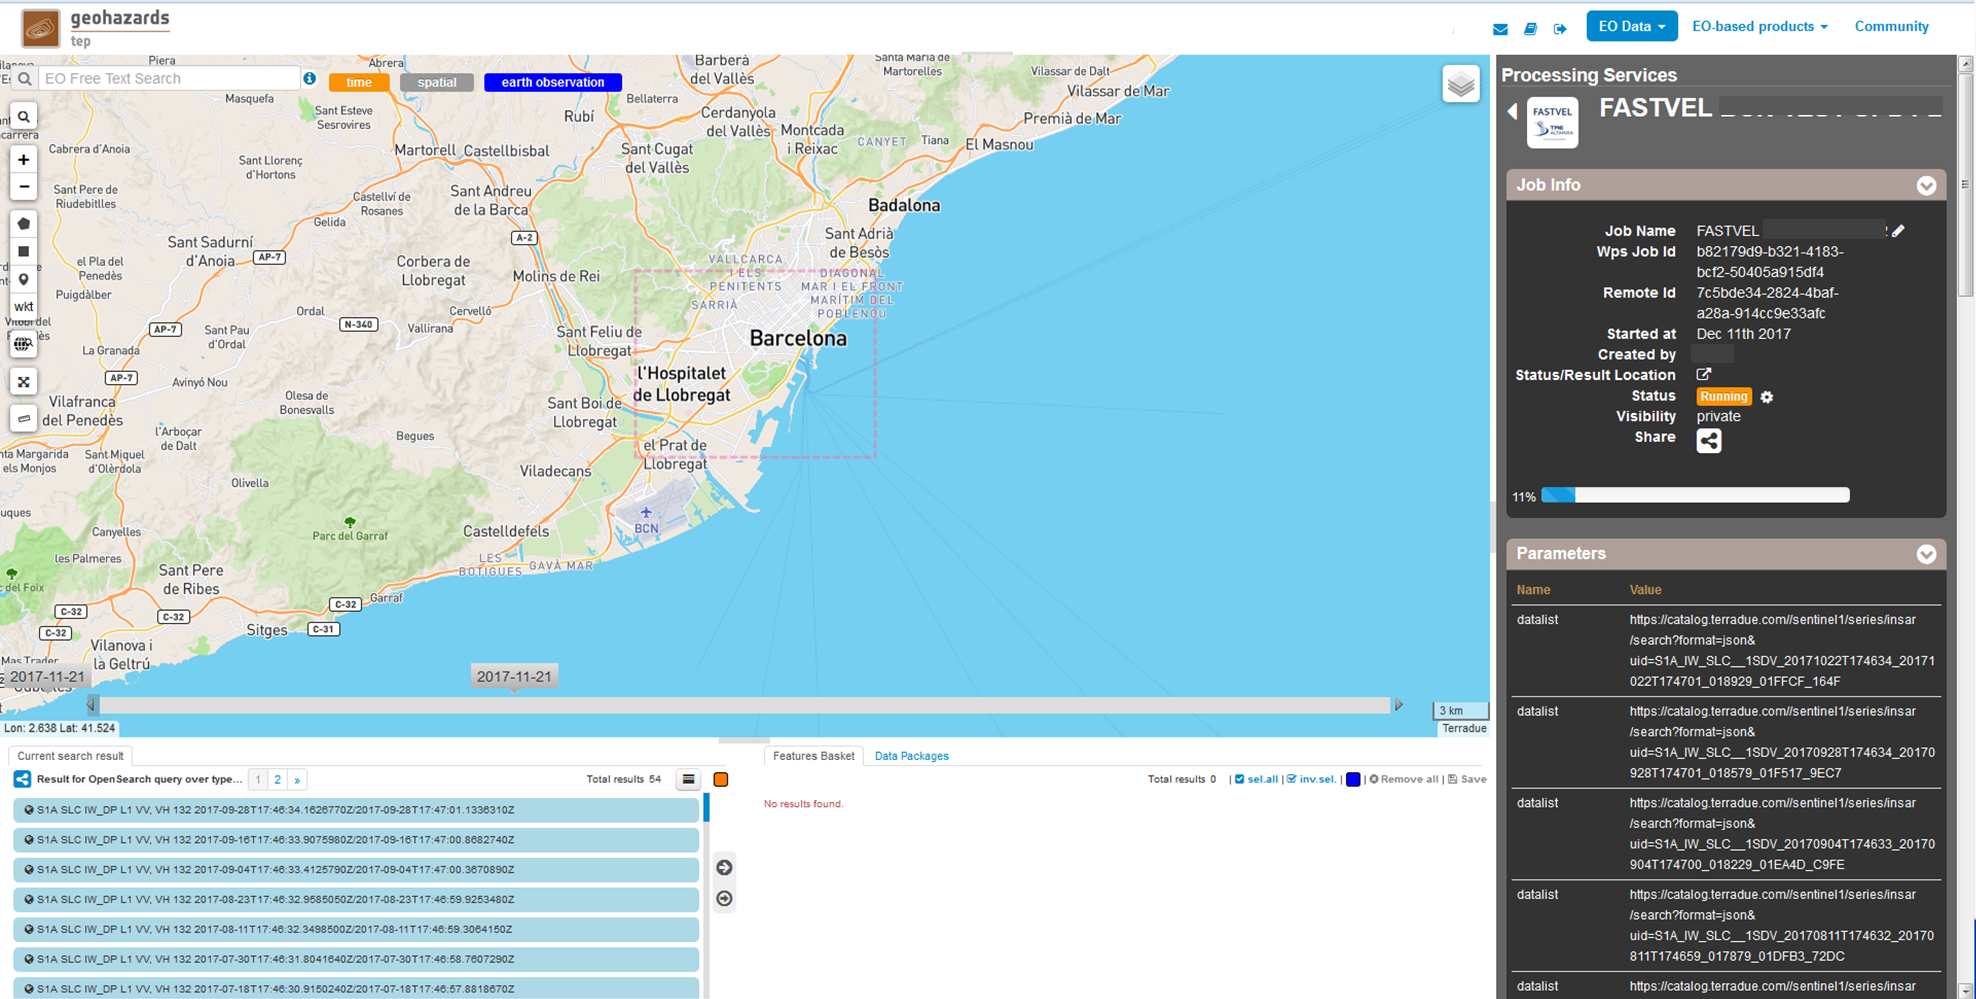 geohazards
tep
EO Data
EO-based products
Community
EO Free Text Search
time
spatial
earth observation
wkt
Piera
Abrera
Masquefa
Sant Esteve
Sesrovires
Cabrera d'Anoia
Martorell
Castellbisbal
Rubí
Barberà
del Vallès
Bellaterra
Cerdanyola
del Vallès
Santa Maria de
Martorelles
Vilassar de Dalt
Vilassar de Mar
Premià de Mar
Montcada
i Reixac
CANYET
Tiana
El Masnou
Sant Cugat
del Vallès
Sant Llorenç
d'Hortons
Sant Pere de
Riudebitlles
Castellví de
Rosanes
Sant Andreu
de la Barca
Gelida
Badalona
Sant Adrià
de Besòs
A-2
Sant Sadurní
d'Anoia
AP-7
el Pla del
Penedès
Corbera de
Llobregat
Molins de Rei
VALLCARCA
I ELS
PENITENTS
DIAGONAL
MAR I EL FRONT
MARÍTIM DEL
POBLENOU
SARRIÀ
Puigdàlber
Ordal
Cervelló
N-340
Vallirana
AP-7
Sant Pau
d'Ordal
Sant Feliu de
Llobregat
Barcelona
La Granada
AP-7
Avinyó Nou
l'Hospitalet
de Llobregat
Olesa de
Bonesvalls
Sant Boi de
Llobregat
Vilafranca
del Penedès
l'Arboçar
de Dalt
Begues
el Prat de
Llobregat
Sant Miquel
d'Olèrdola
Viladecans
Olivella
BCN
Canyelles
Parc del Garraf
Castelldefels
les Palmeres
LES
BOTIGUES
GAVÀ MAR
Sant Pere
de Ribes
Garraf
C-32
C-32
C-32
C-32
C-31
Sitges
Vilanova i
la Geltrú
2017-11-21
2017-11-21
3 km
Lon: 2.638 Lat: 41.524
Terradue
Current search result
Result for OpenSearch query over type...
1 2 »
Total results 54
S1A SLC IW_DP L1 VV, VH 132 2017-09-28T17:46:34.1626770Z/2017-09-28T17:47:01.1336310Z
S1A SLC IW_DP L1 VV, VH 132 2017-09-16T17:46:33.9075980Z/2017-09-16T17:47:00.8682740Z
S1A SLC IW_DP L1 VV, VH 132 2017-09-04T17:46:33.4125790Z/2017-09-04T17:47:00.3670890Z
S1A SLC IW_DP L1 VV, VH 132 2017-08-23T17:46:32.9585050Z/2017-08-23T17:46:59.9253480Z
S1A SLC IW_DP L1 VV, VH 132 2017-08-11T17:46:32.3498500Z/2017-08-11T17:46:59.3064150Z
S1A SLC IW_DP L1 VV, VH 132 2017-07-30T17:46:31.8041640Z/2017-07-30T17:46:58.7607290Z
S1A SLC IW_DP L1 VV, VH 132 2017-07-18T17:46:30.9150240Z/2017-07-18T17:46:57.8818670Z
Features Basket
Data Packages
Total results 0 | sel.all | inv.sel. | | Remove all | Save
No results found.
Processing Services
FASTVEL
TRE
ALTAMIRA
FASTVEL
Job Info
Job Name FASTVEL
Wps Job Id b82179d9-b321-4183-
bcf2-50405a915df4
Remote Id 7c5bde34-2824-4baf-
a28a-914cc9e33afc
Started at Dec 11th 2017
Created by
Status/Result Location
Status Running
Visibility private
Share
11%
Parameters
Name Value
datalist https://catalog.terradue.com//sentinel1/series/insar
/search?format=json&
uid=S1A_IW_SLC__1SDV_20171022T174634_20171
022T174701_018929_01FFCF_164F
datalist https://catalog.terradue.com//sentinel1/series/insar
/search?format=json&
uid=S1A_IW_SLC__1SDV_20170928T174634_20170
928T174701_018579_01F517_9EC7
datalist https://catalog.terradue.com//sentinel1/series/insar
/search?format=json&
uid=S1A_IW_SLC__1SDV_20170904T174633_20170
904T174700_018229_01EA4D_C9FE
datalist https://catalog.terradue.com//sentinel1/series/insar
/search?format=json&
uid=S1A_IW_SLC__1SDV_20170811T174632_20170
811T174659_017879_01DFB3_72DC
datalist https://catalog.terradue.com//sentinel1/series/insar